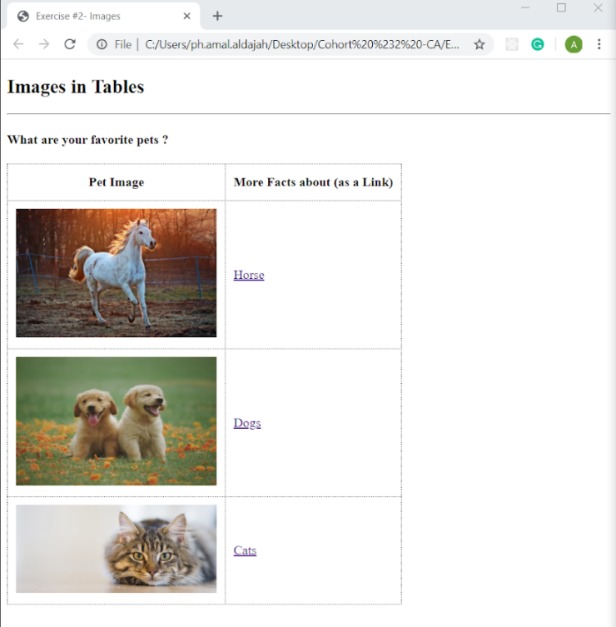 Exercise #2- Images
File | C:/Users/ph.amal.aldajah/Desktop/Cohort%20%232%20-CA/E...
A
Images in Tables
What are your favorite pets ?
Pet Image More Facts about (as a Link)
Horse
Dogs
Cats